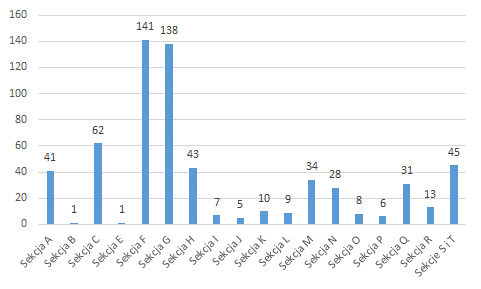 160
140
120
100
80
60
40
20
0
41
1
62
1
141
138
43
7
5
10
9
34
28
8
6
31
13
45
Sekcja A
Sekcja B
Sekcja C
Sekcja E
Sekcja F
Sekcja G
Sekcja H
Sekcja I
Sekcja J
Sekcja K
Sekcja L
Sekcja M
Sekcja N
Sekcja O
Sekcja P
Sekcja Q
Sekcja R
Sekcje S i T